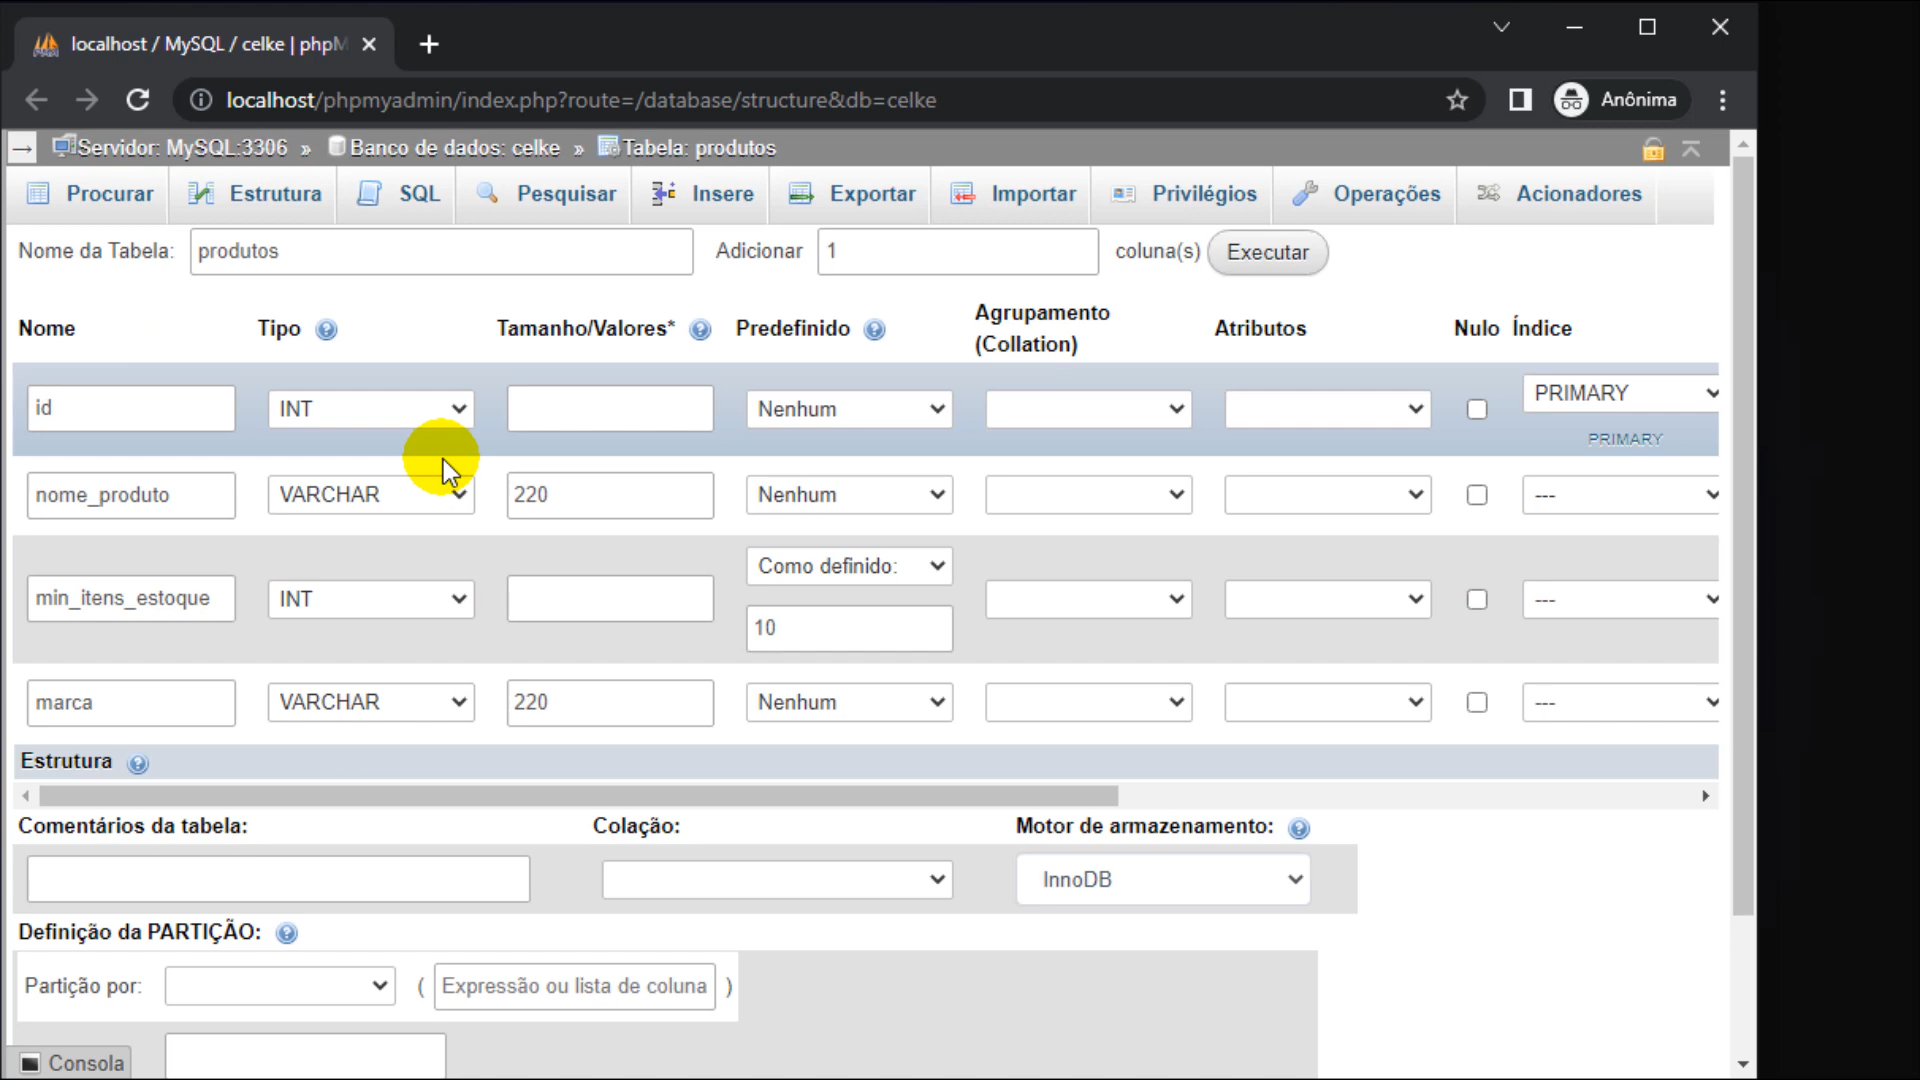 localhost / MySQL / celke | phpM
localhost/phpmyadmin/index.php?route=/database/structure&db=celke
Anônima
Servidor: MySQL:3306 » Banco de dados: celke » Tabela: produtos
Procurar Estrutura SQL Pesquisar Insere Exportar Importar Privilégios Operações Acionadores
Nome da Tabela: produtos Adicionar 1 coluna(s) Executar
Nome Tipo Tamanho/Valores* Predefinido Agrupamento (Collation) Atributos Nulo Índice
id INT Nenhum PRIMARY
PRIMARY
nome_produto VARCHAR 220 Nenhum ---
min_itens_estoque INT Como definido: ---
10
marca VARCHAR 220 Nenhum ---
Estrutura
Comentários da tabela: Colação: Motor de armazenamento:
InnoDB
Definição da PARTIÇÃO:
Partição por: ( Expressão ou lista de coluna )
Consola